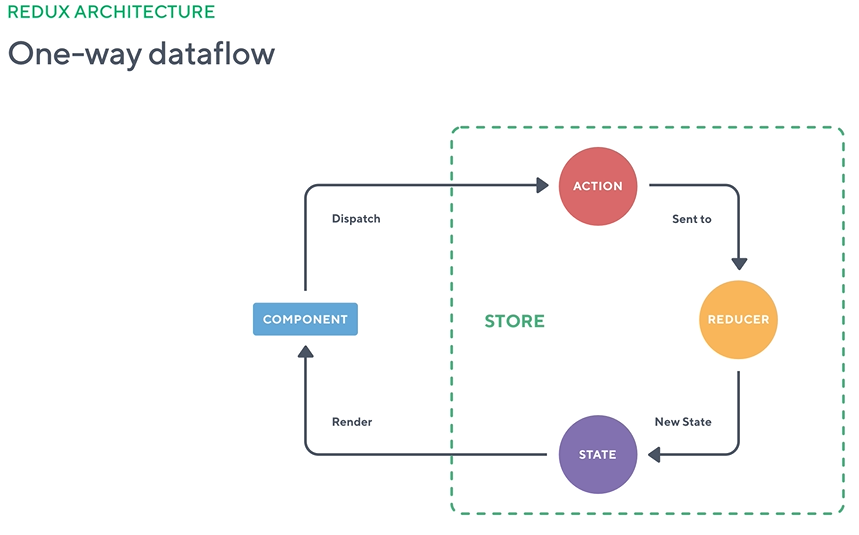 REDUX ARCHITECTURE
One-way dataflow
ACTION
Dispatch
Sent to
COMPONENT
STORE
REDUCER
Render
New State
STATE